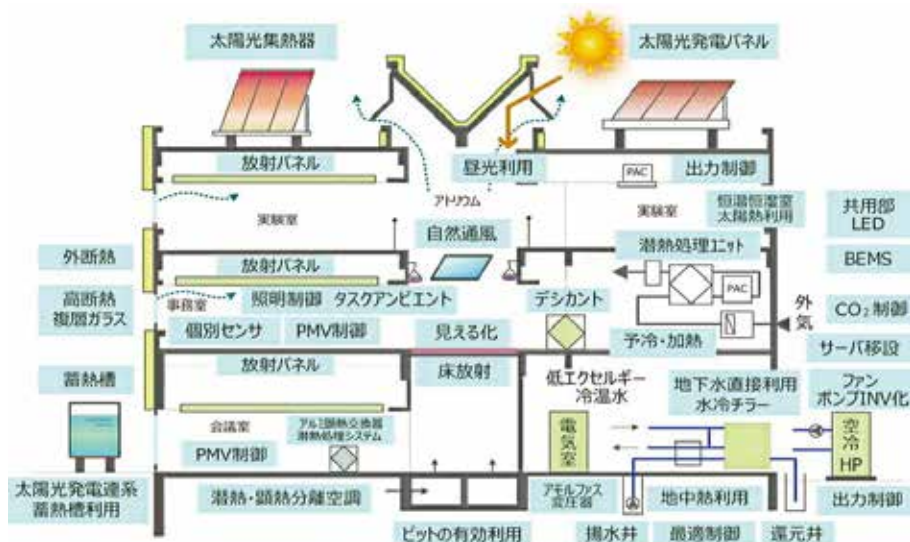 太陽光集熱器
太陽光発電パネル
放射パネル
昼光利用
PAC
出力制御
アトリウム
実験室
実験室
恒温恒湿室
太陽熱利用
共用部
LED
自然通風
潜熱処理ユニット
外断熱
放射パネル
BEMS
高断熱
複層ガラス
事務室
照明制御
タスクアンビエント
デシカント
PAC
外気
CO₂制御
個別センサ
PMV制御
見える化
予冷・加熱
サーバ移設
放射パネル
床放射
低エクセルギー
冷温水
地下水直接利用
水冷チラー
ファン
ポンプINV化
蓄熱槽
会議室
アルミ顕熱交換器
潜熱処理システム
電気室
空冷
HP
PMV制御
太陽光発電連系
蓄熱槽利用
潜熱・顕熱分離空調
アモルファス
変圧器
地中熱利用
出力制御
ピットの有効利用
揚水井
最適制御
還元井